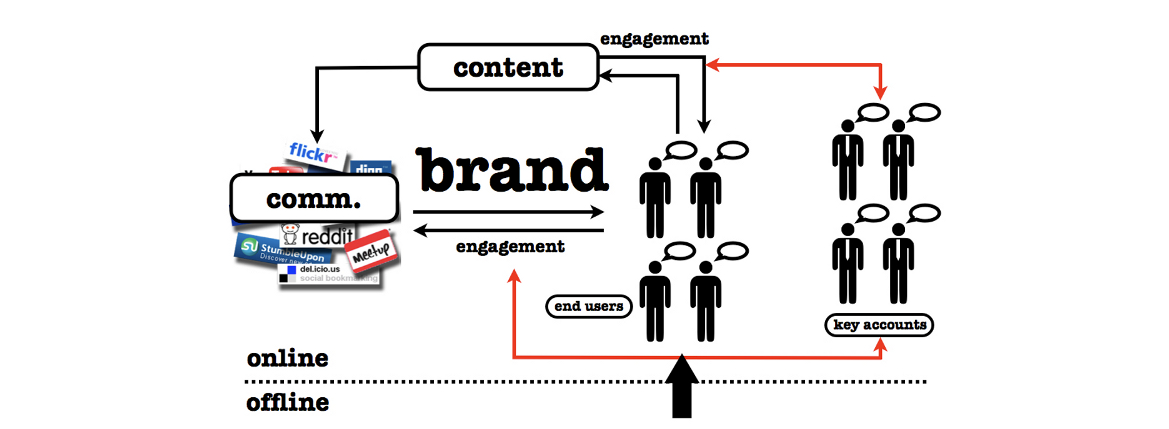 engagement
content
flickr
comm.
brand
reddit
StumbleUpon
Discover new
Meetup
del.icio.us
social bookmarking
engagement
end users
key accounts
online
offline